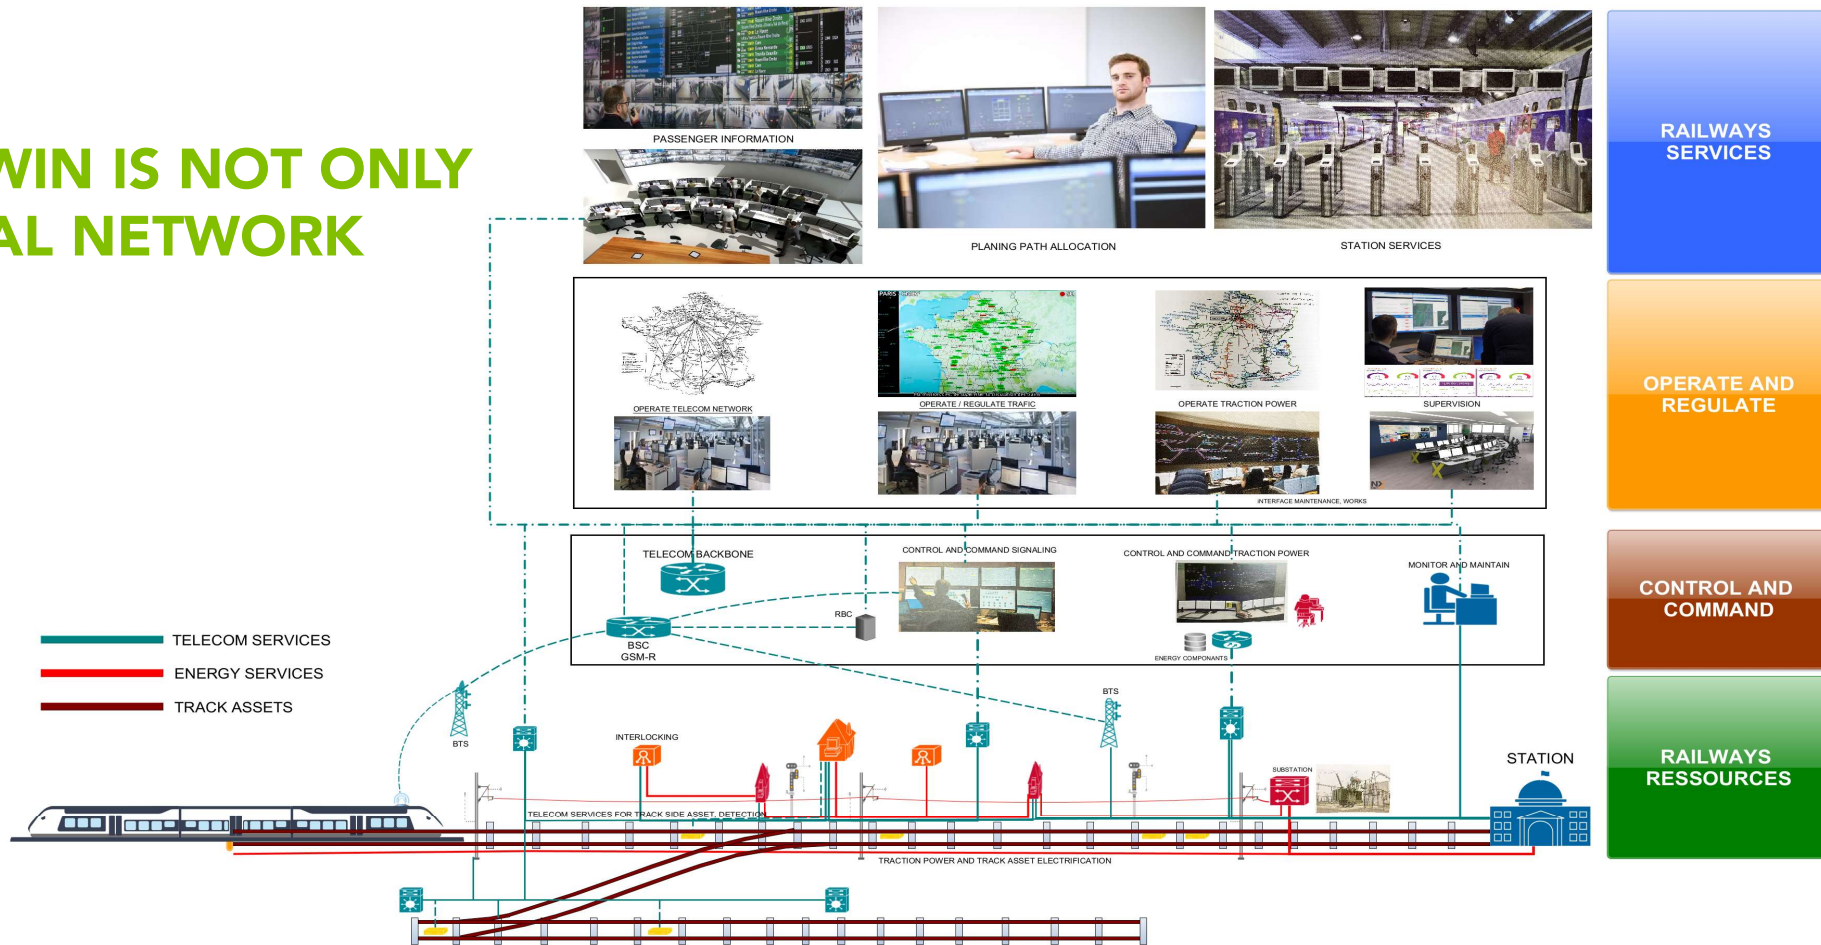 WIN IS NOT ONLY
AL NETWORK
PASSENGER INFORMATION
PLANING PATH ALLOCATION
STATION SERVICES
RAILWAYS
SERVICES
OPERATE TELECOM NETWORK
OPERATE / REGULATE TRAFIC
OPERATE TRACTION POWER
SUPERVISION
INTERFACE MAINTENANCE, WORKS
OPERATE AND
REGULATE
TELECOM BACKBONE
CONTROL AND COMMAND SIGNALING
CONTROL AND COMMAND TRACTION POWER
MONITOR AND MAINTAIN
RBC
BSC
GSM-R
ENERGY COMPONANTS
CONTROL AND
COMMAND
TELECOM SERVICES
ENERGY SERVICES
TRACK ASSETS
BTS
BTS
INTERLOCKING
SUBSTATION
STATION
RAILWAYS
RESSOURCES
TELECOM SERVICES FOR TRACK SIDE ASSET, DETECTION
TRACTION POWER AND TRACK ASSET ELECTRIFICATION